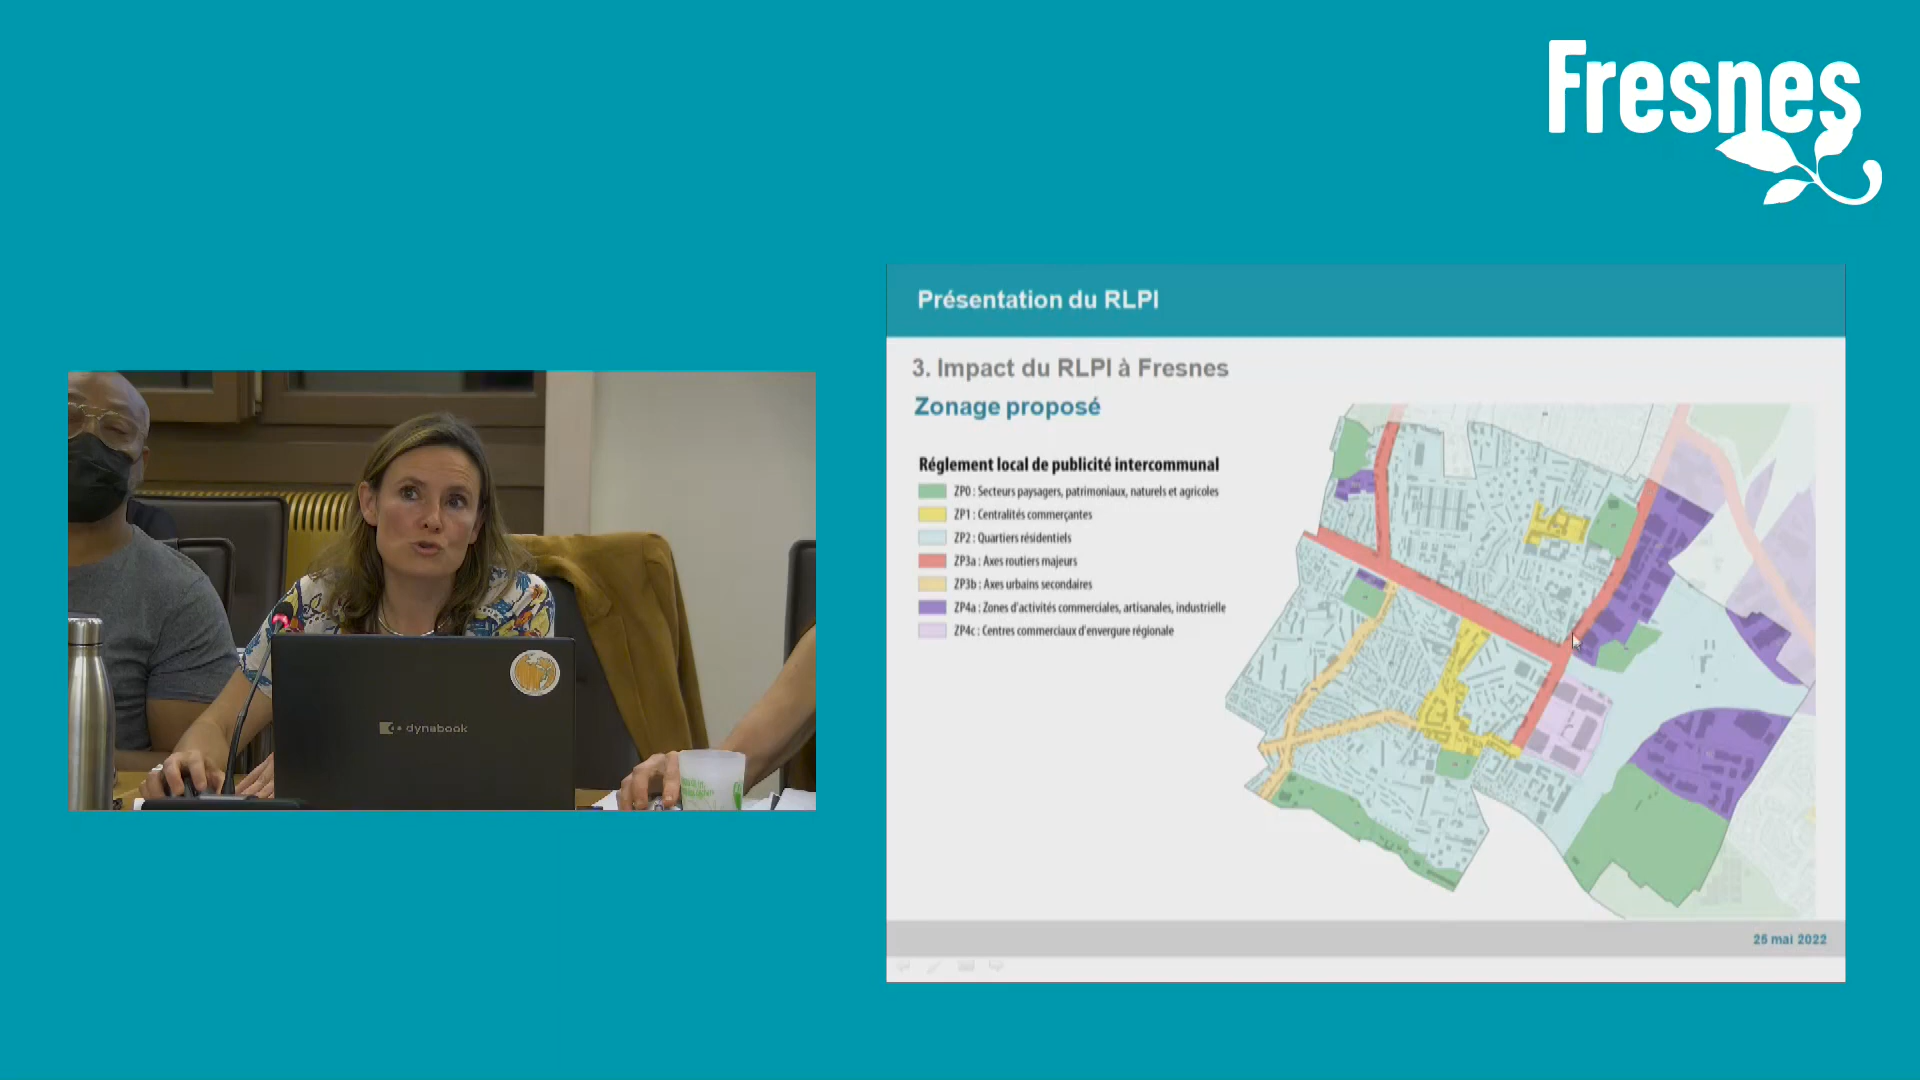 Fresnes
Présentation du RLPI
3. Impact du RLPI à Fresnes
Zonage proposé
Réglement local de publicité intercommunal
ZP0 : Secteurs paysagers, patrimoniaux, naturels et agricoles
ZP1 : Centralités commerçantes
ZP2 : Quartiers résidentiels
ZP3a : Axes routiers majeurs
ZP3b : Axes urbains secondaires
ZP4a : Zones d'activités commerciales, artisanales, industrielle
ZP4c : Centres commerciaux d'envergure régionale
dynabook
25 mai 2022